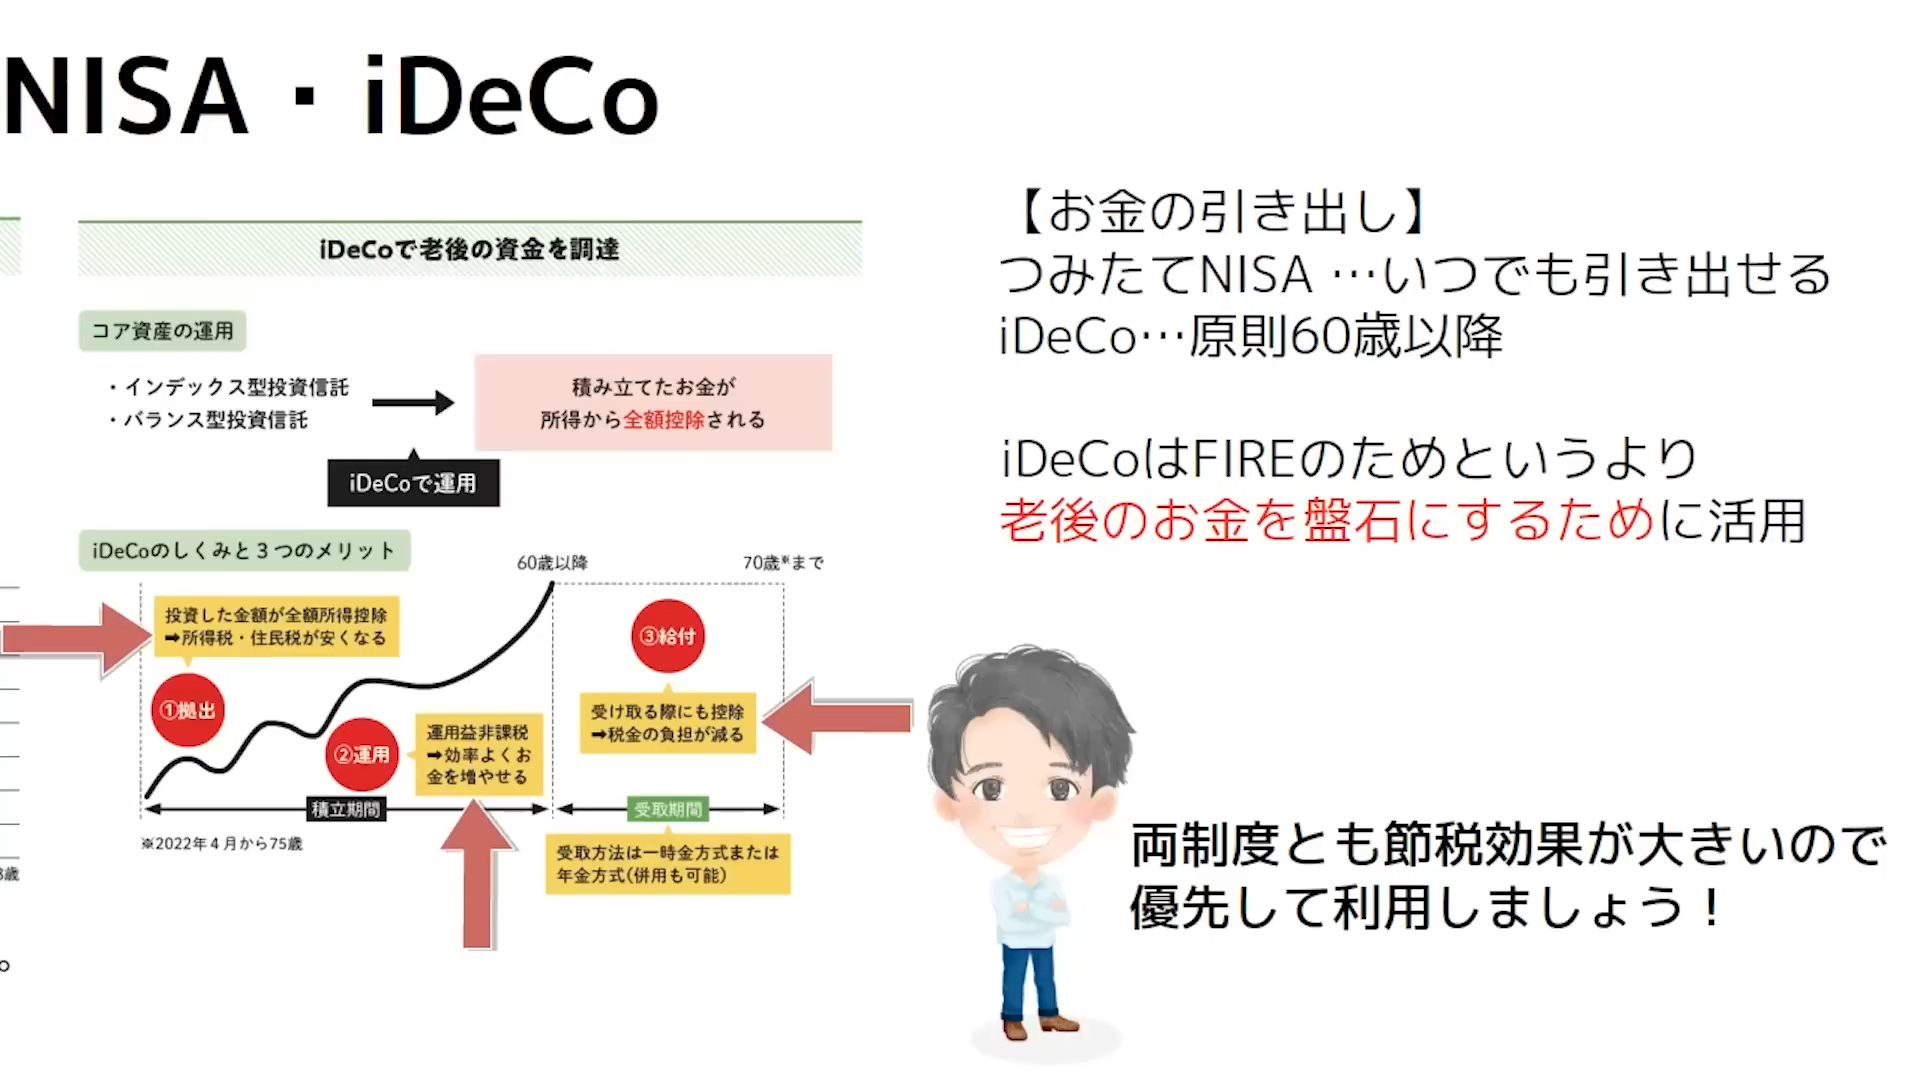 NISA・iDeCo
iDeCoで老後の資金を調達
コア資産の運用
・インデックス型投資信託
・バランス型投資信託
積み立てたお金が
所得から全額控除される
iDeCoで運用
iDeCoのしくみと3つのメリット
60歳以降
70歳※まで
投資した金額が全額所得控除
➡所得税・住民税が安くなる
①拠出
②運用
運用益非課税
➡効率よくお
金を増やせる
③給付
受け取る際にも控除
➡税金の負担が減る
積立期間
受取期間
※2022年4月から75歳
受取方法は一時金方式または
年金方式(併用も可能)
歳
。
【お金の引き出し】
つみたてNISA …いつでも引き出せる
iDeCo…原則60歳以降
iDeCoはFIREのためというより
老後のお金を盤石にするために活用
両制度とも節税効果が大きいので
優先して利用しましょう！